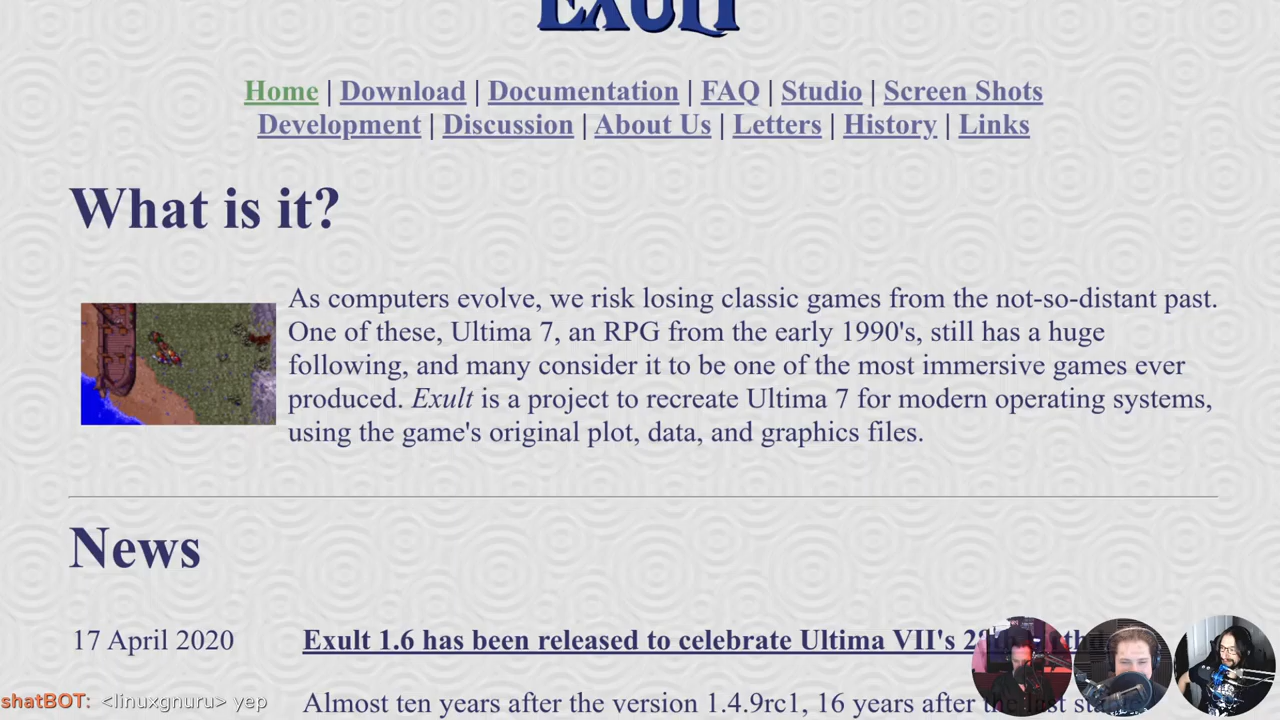 EXULT
Home | Download | Documentation | FAQ | Studio | Screen Shots
Development | Discussion | About Us | Letters | History | Links
What is it?
As computers evolve, we risk losing classic games from the not-so-distant past.
One of these, Ultima 7, an RPG from the early 1990's, still has a huge
following, and many consider it to be one of the most immersive games ever
produced. Exult is a project to recreate Ultima 7 for modern operating systems,
using the game's original plot, data, and graphics files.
News
17 April 2020
Exult 1.6 has been released to celebrate Ultima VII's
Almost ten years after the version 1.4.9rc1, 16 years after the last
shatBOT: <linuxgnuru> yep